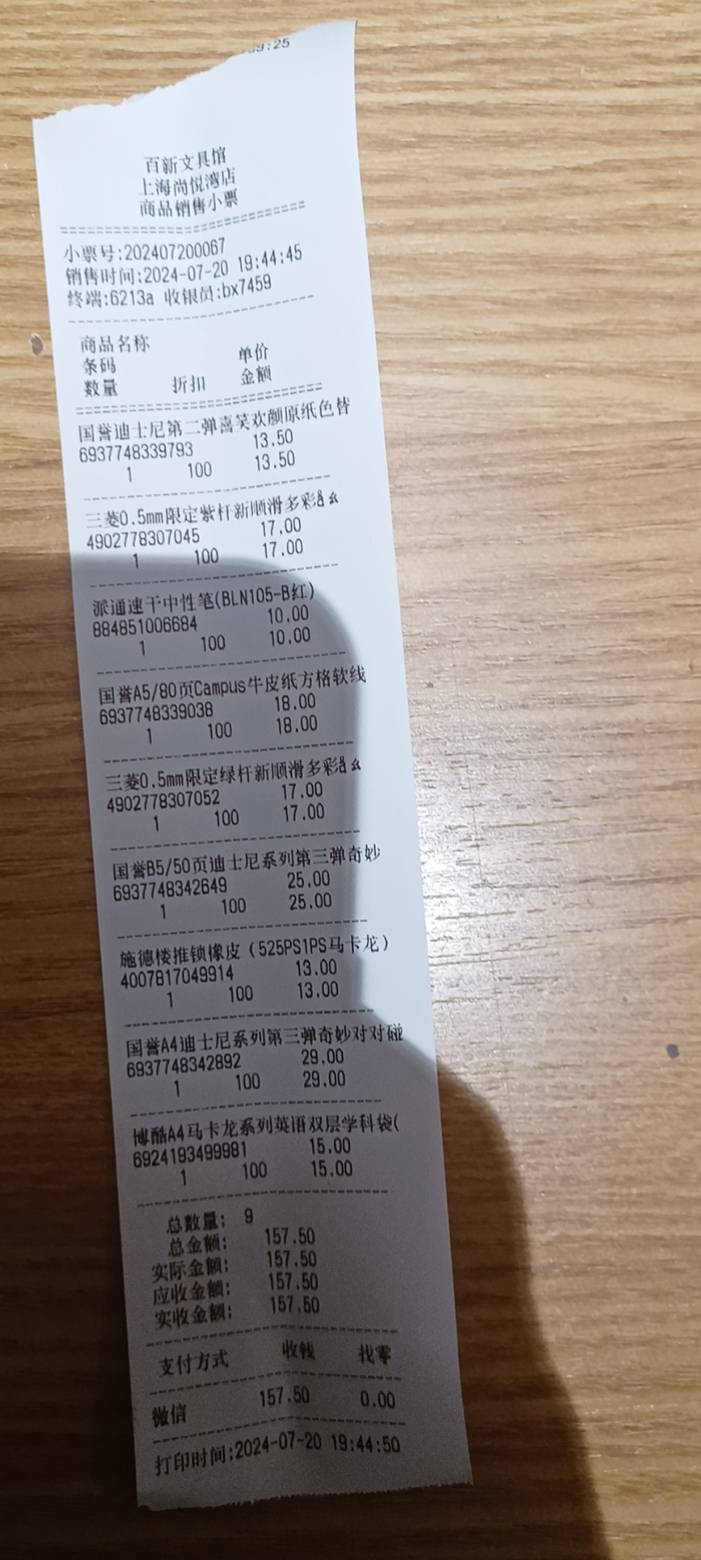 9:25
百新文具馆
上海尚悦湾店
商品销售小票
小票号:202407200067
销售时间:2024-07-20 19:44:45
终端:6213a 收银员:bx7459
商品名称
条码 单价
数量 折扣 金额
国誉迪士尼第二弹喜笑欢颜原纸色替
6937748339793 13.50
1 100 13.50
三菱0.5mm限定紫杆新顺滑多彩
4902778307045 17.00
1 100 17.00
派通速干中性笔(BLN105-B红)
884851006684 10.00
1 100 10.00
国誉A5/80页Campus牛皮纸方格软线
6937748339038 18.00
1 100 18.00
三菱0.5mm限定绿杆新顺滑多彩
4902778307052 17.00
1 100 17.00
国誉B5/50页迪士尼系列第三弹奇妙
6937748342649 25.00
1 100 25.00
施德楼推锁橡皮(525PS1PS马卡龙)
4007817049914 13.00
1 100 13.00
国誉A4迪士尼系列第三弹奇妙对对碰
6937748342892 29.00
1 100 29.00
博酷A4马卡龙系列英语双层学科袋(
6924193499981 15.00
1 100 15.00
总数量: 9
总金额: 157.50
实际金额: 157.50
应收金额: 157.50
实收金额: 157.50
支付方式 收钱 找零
微信 157.50 0.00
打印时间:2024-07-20 19:44:50